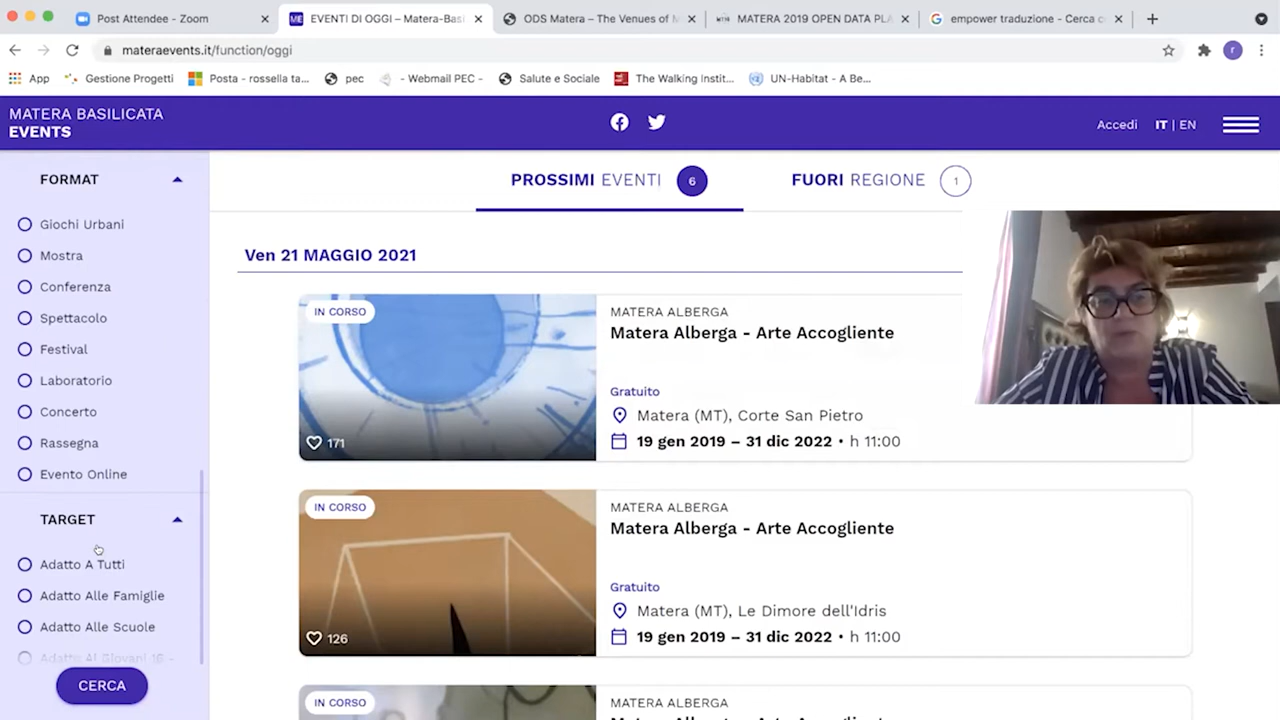 Post Attendee - Zoom
EVENTI DI OGGI – Matera-Basi
ODS Matera – The Venues of M
MATERA 2019 OPEN DATA PLA
empower traduzione - Cerca c
materaevents.it/function/oggi
r
App
Gestione Progetti
Posta - rossella ta...
pec
- Webmail PEC -
Salute e Sociale
The Walking Instit...
UN-Habitat - A Be...
MATERA BASILICATA
EVENTS
Accedi
IT | EN
FORMAT
Giochi Urbani
Mostra
Conferenza
Spettacolo
Festival
Laboratorio
Concerto
Rassegna
Evento Online
TARGET
Adatto A Tutti
Adatto Alle Famiglie
Adatto Alle Scuole
Adatto Ai Giovani 16 -
CERCA
PROSSIMI EVENTI 6
FUORI REGIONE 1
Ven 21 MAGGIO 2021
IN CORSO
171
MATERA ALBERGA
Matera Alberga - Arte Accogliente
Gratuito
Matera (MT), Corte San Pietro
19 gen 2019 – 31 dic 2022 • h 11:00
IN CORSO
126
MATERA ALBERGA
Matera Alberga - Arte Accogliente
Gratuito
Matera (MT), Le Dimore dell'Idris
19 gen 2019 – 31 dic 2022 • h 11:00
IN CORSO
MATERA ALBERGA